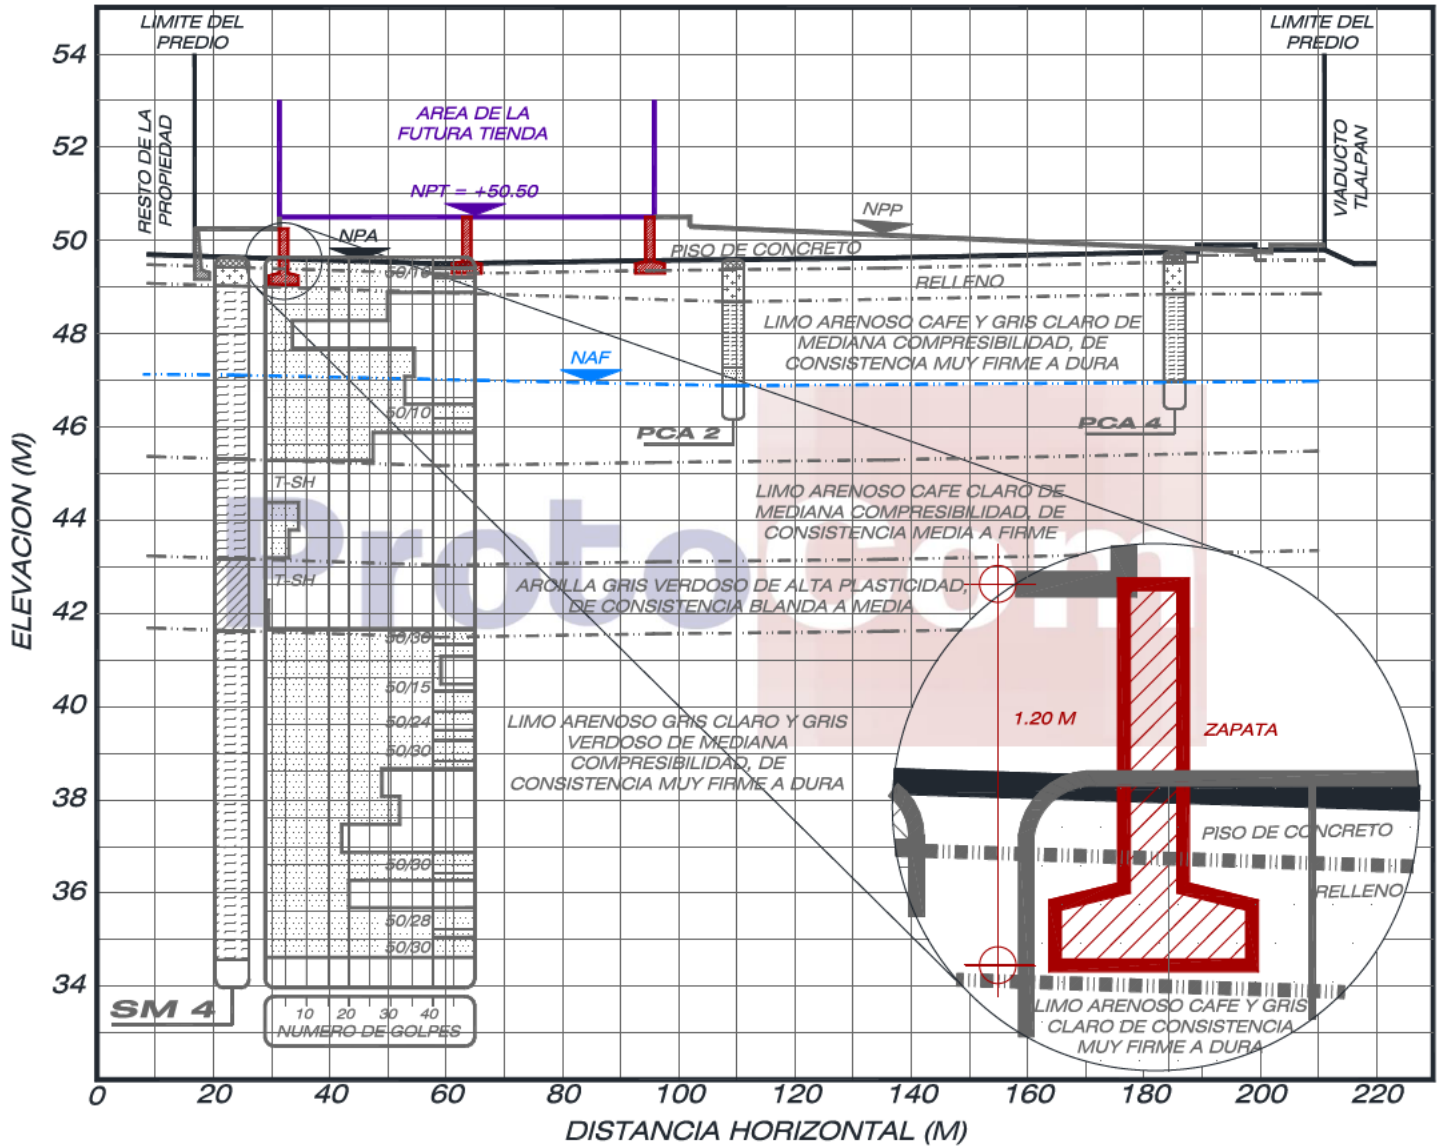 LIMITE DEL
PREDIO
LIMITE DEL
PREDIO
54
52
50
48
46
44
42
40
38
36
34
ELEVACION (M)
RESTO DE LA
PROPIEDAD
AREA DE LA
FUTURA TIENDA
NPT = +50.50
VIADUCTO
TLALPAN
NPA
NPP
PISO DE CONCRETO
50/16
RELLENO
LIMO ARENOSO CAFE Y GRIS CLARO DE
MEDIANA COMPRESIBILIDAD, DE
CONSISTENCIA MUY FIRME A DURA
NAF
50/10
PCA 2
PCA 4
T-SH
LIMO ARENOSO CAFE CLARO DE
MEDIANA COMPRESIBILIDAD, DE
CONSISTENCIA MEDIA A FIRME
Protocom
T-SH
ARCILLA GRIS VERDOSO DE ALTA PLASTICIDAD,
DE CONSISTENCIA BLANDA A MEDIA
50/30
50/15
50/24
50/30
LIMO ARENOSO GRIS CLARO Y GRIS
VERDOSO DE MEDIANA
COMPRESIBILIDAD, DE
CONSISTENCIA MUY FIRME A DURA
1.20 M
ZAPATA
PISO DE CONCRETO
RELLENO
50/30
50/28
50/30
LIMO ARENOSO CAFE Y GRIS
CLARO DE CONSISTENCIA
MUY FIRME A DURA
SM 4
10 20 30 40
NUMERO DE GOLPES
0 20 40 60 80 100 120 140 160 180 200 220
DISTANCIA HORIZONTAL (M)